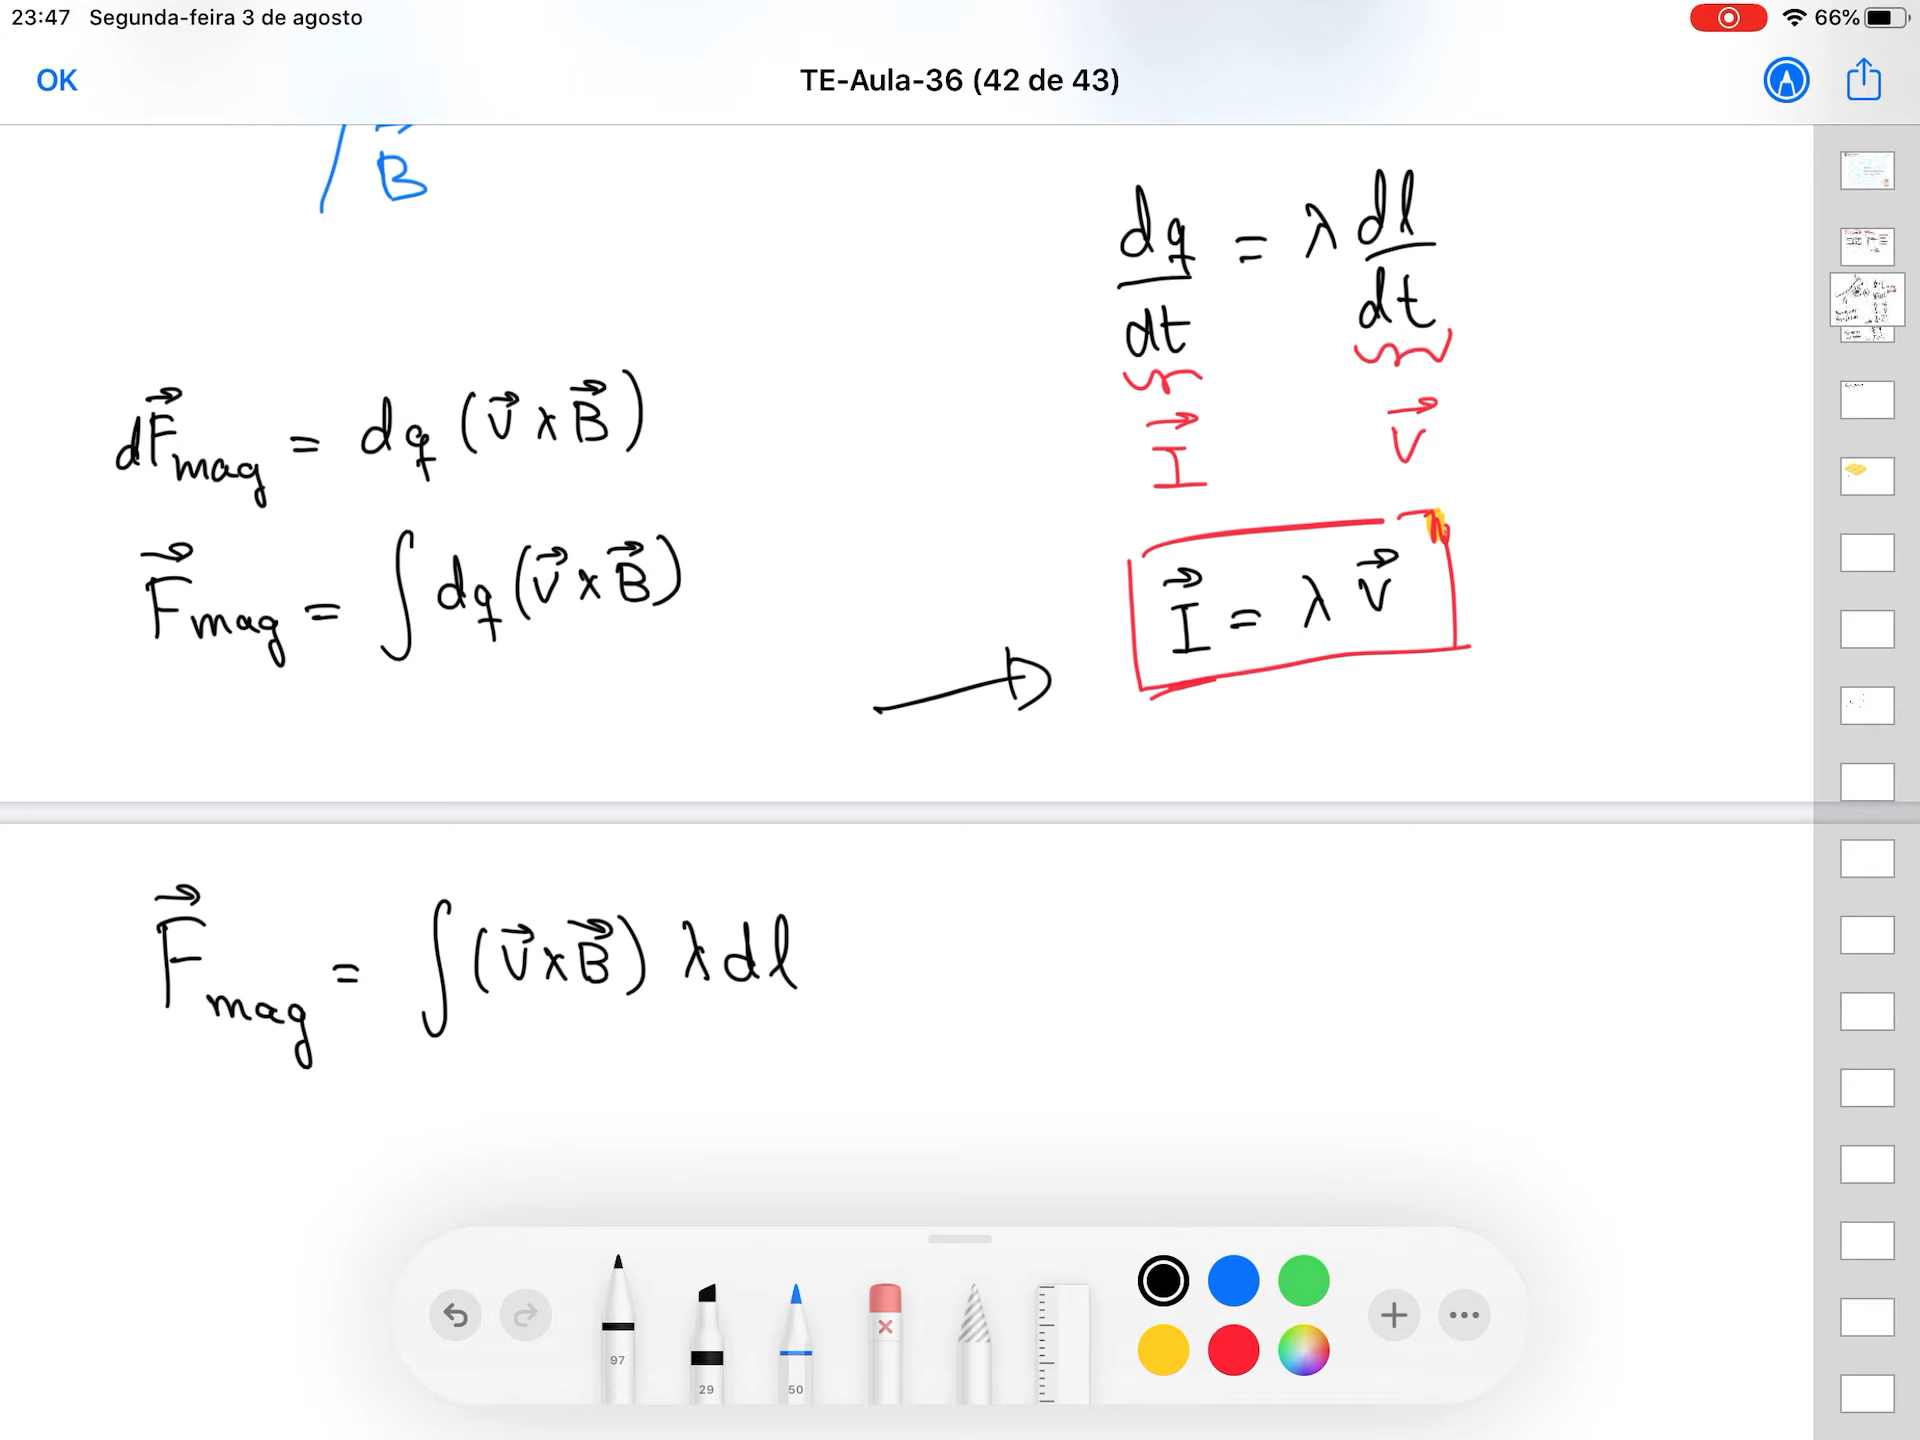 23:47 Segunda-feira 3 de agosto
66%
OK
TE-Aula-36 (42 de 43)
B⃗
dq/dt = λ dl/dt
I⃗ v⃗
dF⃗mag = dq (v⃗ x B⃗)
F⃗mag = ∫ dq (v⃗ x B⃗)
I⃗ = λ v⃗
F⃗mag = ∫ (v⃗ x B⃗) λ dl
97
29
50